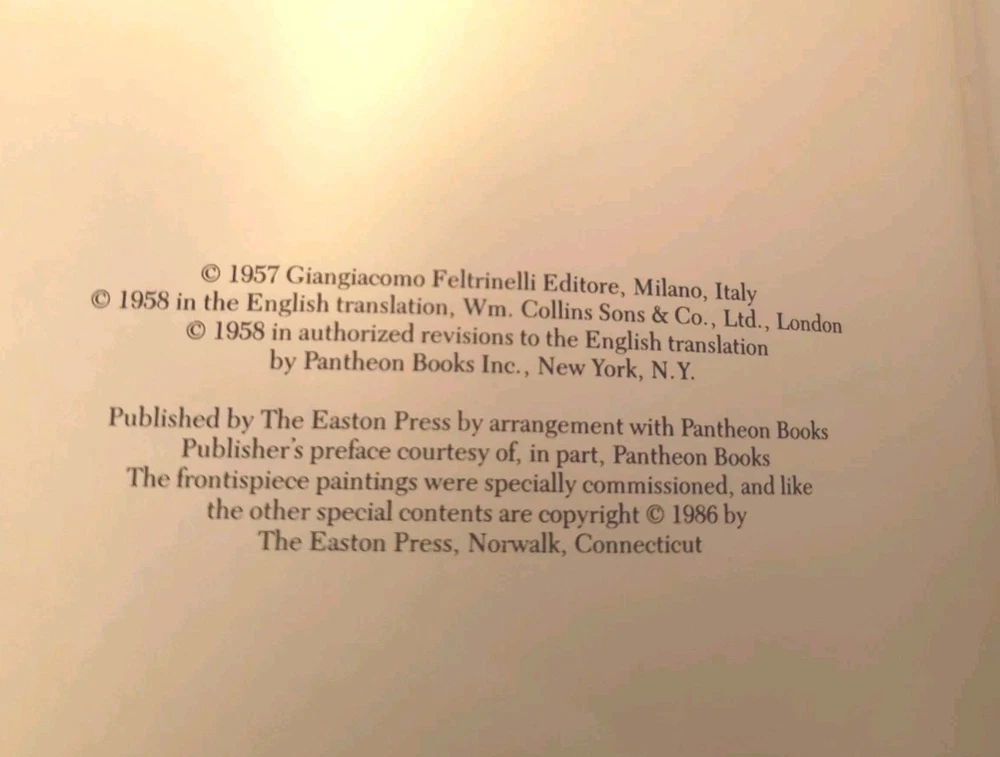 © 1957 Giangiacomo Feltrinelli Editore, Milano, Italy
© 1958 in the English translation, Wm. Collins Sons & Co., Ltd., London
© 1958 in authorized revisions to the English translation
by Pantheon Books Inc., New York, N.Y.
Published by The Easton Press by arrangement with Pantheon Books
Publisher's preface courtesy of, in part, Pantheon Books
The frontispiece paintings were specially commissioned, and like
the other special contents are copyright © 1986 by
The Easton Press, Norwalk, Connecticut